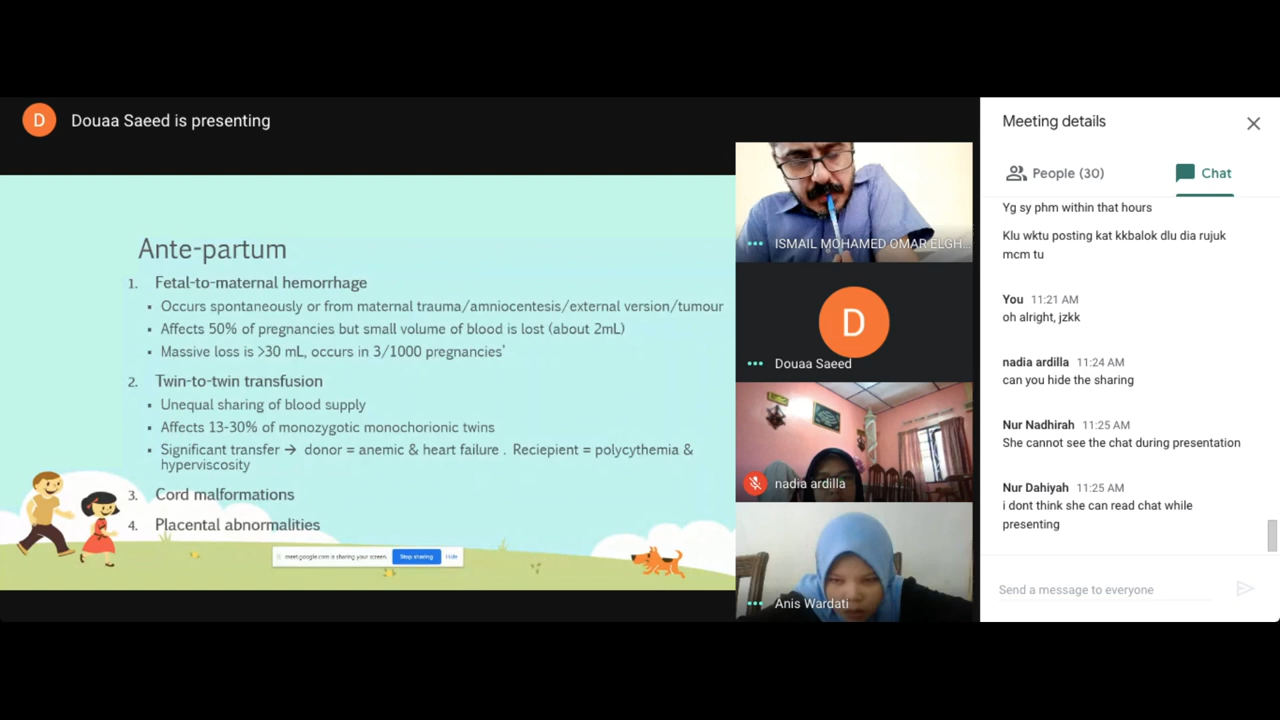 D
Douaa Saeed is presenting
Ante-partum
1. Fetal-to-maternal hemorrhage
▪ Occurs spontaneously or from maternal trauma/amniocentesis/external version/tumour
▪ Affects 50% of pregnancies but small volume of blood is lost (about 2mL)
▪ Massive loss is >30 mL, occurs in 3/1000 pregnancies'
2. Twin-to-twin transfusion
▪ Unequal sharing of blood supply
▪ Affects 13-30% of monozygotic monochorionic twins
▪ Significant transfer → donor = anemic & heart failure . Reciepient = polycythemia &
hyperviscosity
3. Cord malformations
4. Placental abnormalities
meet.google.com is sharing your screen.
Stop sharing
Hide
ISMAIL MOHAMED OMAR ELGH...
D
Douaa Saeed
nadia ardilla
Anis Wardati
Meeting details
People (30)
Chat
Yg sy phm within that hours
Klu wktu posting kat kkbalok dlu dia rujuk
mcm tu
You 11:21 AM
oh alright, jzkk
nadia ardilla 11:24 AM
can you hide the sharing
Nur Nadhirah 11:25 AM
She cannot see the chat during presentation
Nur Dahiyah 11:25 AM
i dont think she can read chat while
presenting
Send a message to everyone